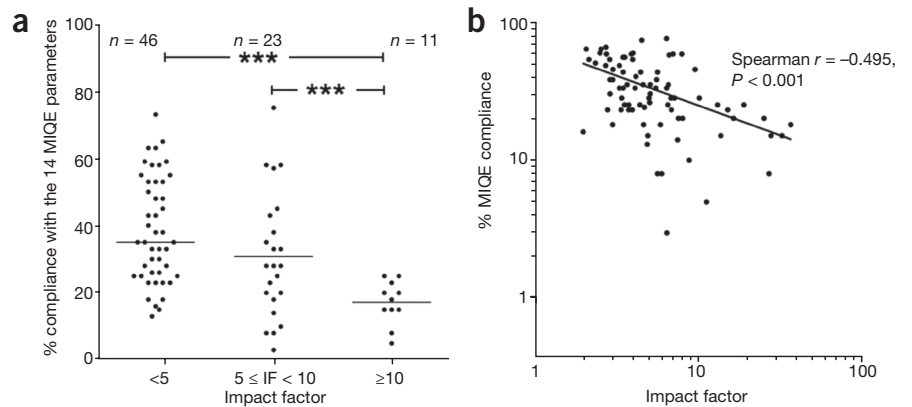 a
100
80
60
40
20
0
% compliance with the 14 MIQE parameters
n = 46
n = 23
n = 11
***
***
<5
5 ≤ IF < 10
≥10
Impact factor
b
100
10
1
% MIQE compliance
Spearman r = –0.495,
P < 0.001
1
10
100
Impact factor